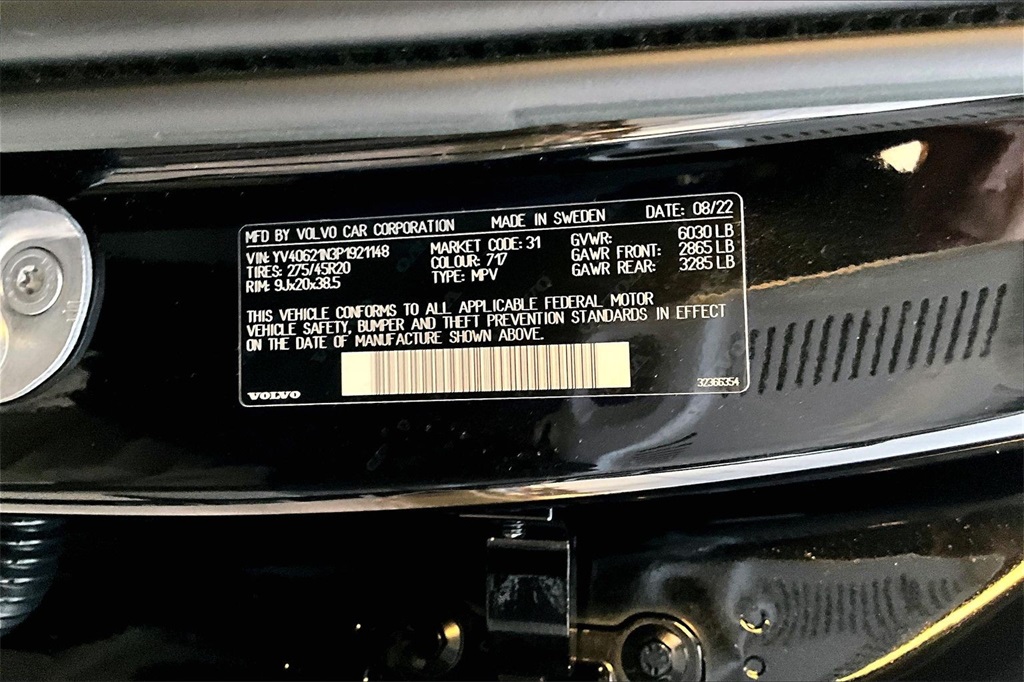 MFD BY VOLVO CAR CORPORATION MADE IN SWEDEN DATE: 08/22
VIN: YV40621N3P1921148 MARKET CODE: 31 GVWR: 6030 LB
TIRES: 275/45R20 COLOUR: 717 GAWR FRONT: 2865 LB
RIM: 9Jx20x38.5 TYPE: MPV GAWR REAR: 3285 LB
THIS VEHICLE CONFORMS TO ALL APPLICABLE FEDERAL MOTOR
VEHICLE SAFETY, BUMPER AND THEFT PREVENTION STANDARDS IN EFFECT
ON THE DATE OF MANUFACTURE SHOWN ABOVE.
VOLVO 32366354